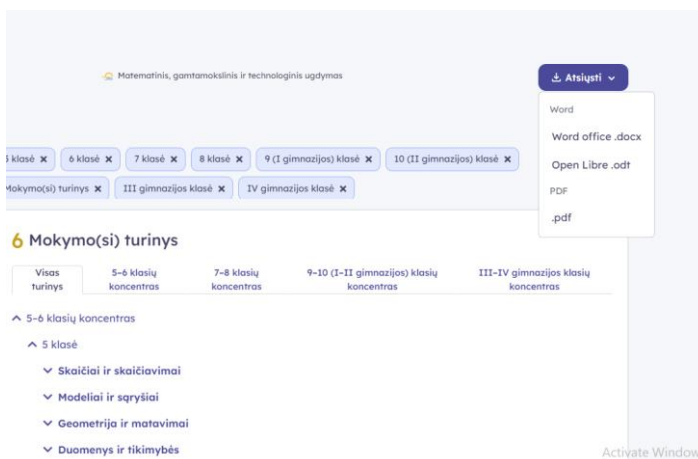 Matematinis, gamtamokslinis ir technologinis ugdymas
Atsiųsti
Word
Word office .docx
Open Libre .odt
PDF
.pdf
klasė ×
6 klasė ×
7 klasė ×
8 klasė ×
9 (I gimnazijos) klasė ×
10 (II gimnazijos) klasė ×
Mokymo(si) turinys ×
III gimnazijos klasė ×
IV gimnazijos klasė ×
6 Mokymo(si) turinys
Visas
turinys
5-6 klasių
koncentras
7-8 klasių
koncentras
9-10 (I-II gimnazijos) klasių
koncentras
III-IV gimnazijos klasių
koncentras
5-6 klasių koncentras
5 klasė
Skaičiai ir skaičiavimai
Modeliai ir sąryšiai
Geometrija ir matavimai
Duomenys ir tikimybės
Activate Window